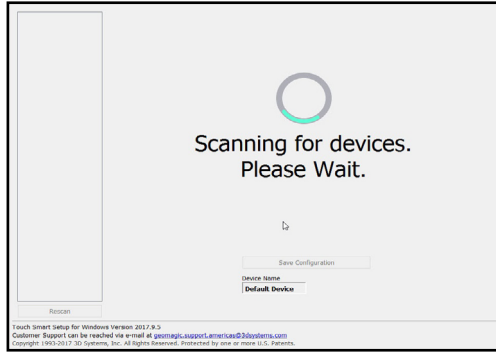 Scanning for devices.
Please Wait.
Save Configuration
Device Name
Default Device
Rescan
Touch Smart Setup for Windows Version 2017.9.5
Customer Support can be reached via e-mail at geomagic.support.americas@3dsystems.com
Copyright 1993-2017 3D Systems, Inc. All Rights Reserved. Protected by one or more U.S. Patents.